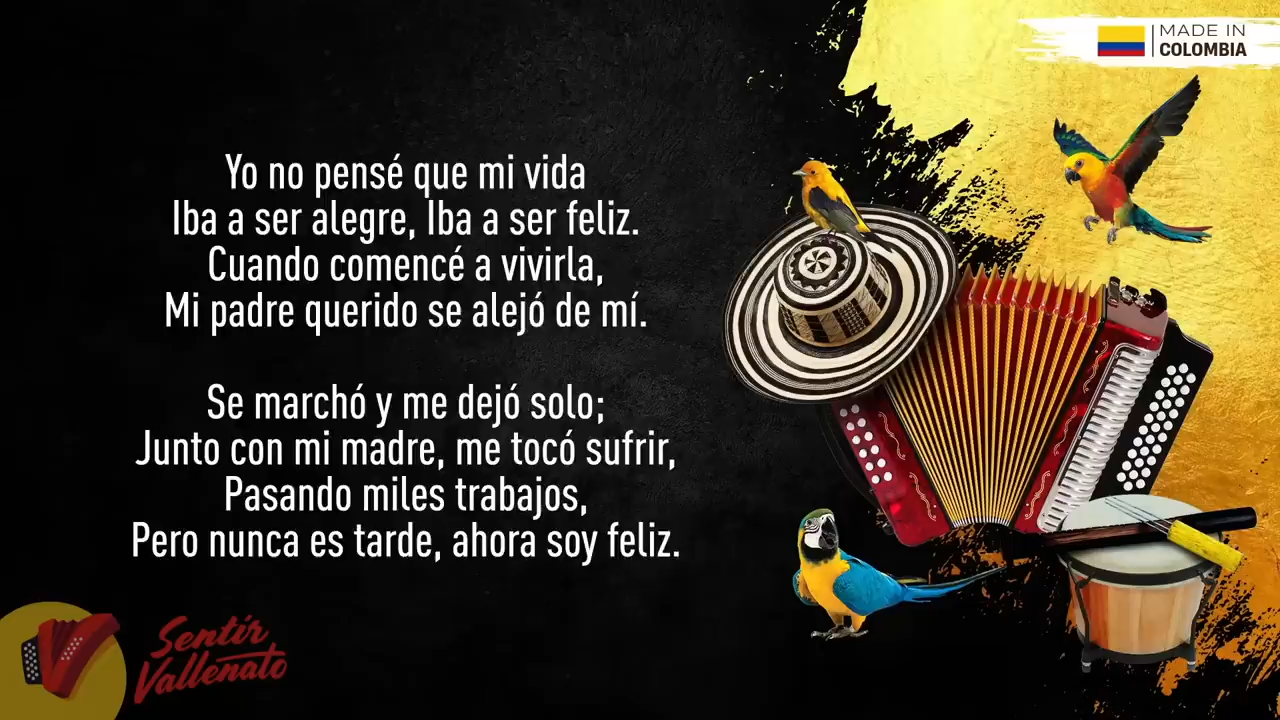 MADE IN
COLOMBIA
Yo no pensé que mi vida
Iba a ser alegre, Iba a ser feliz.
Cuando comencé a vivirla,
Mi padre querido se alejó de mí.
Se marchó y me dejó solo;
Junto con mi madre, me tocó sufrir,
Pasando miles trabajos,
Pero nunca es tarde, ahora soy feliz.
Sentir
Vallenato